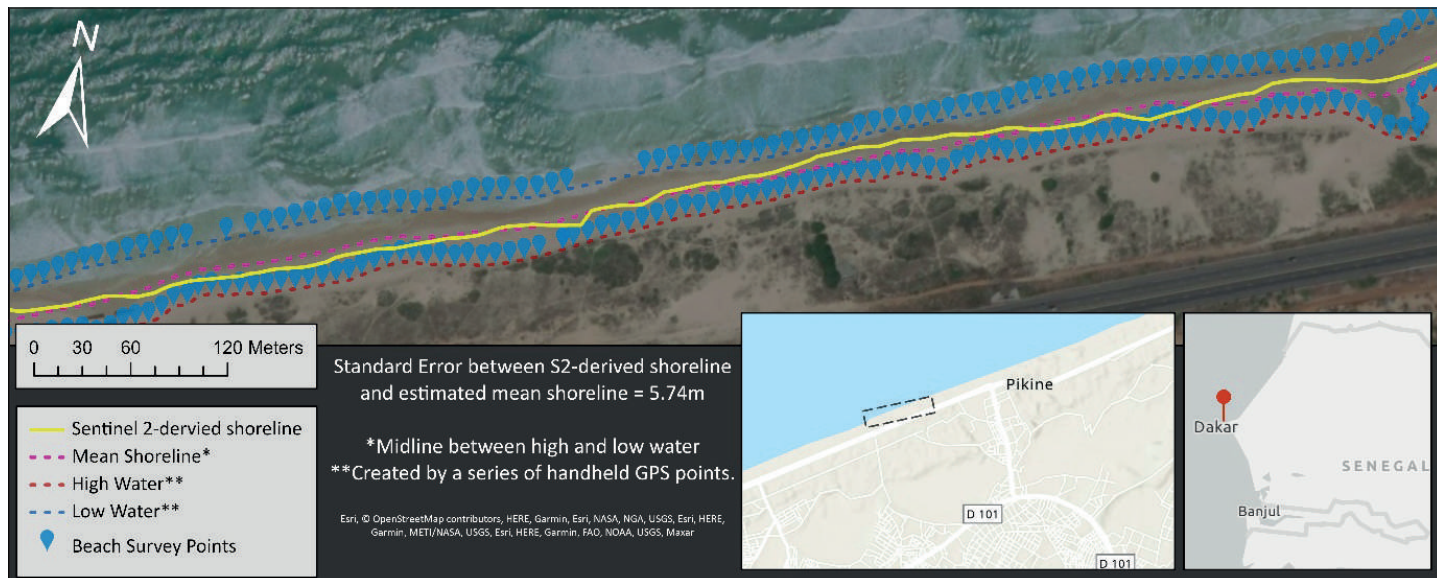 N
0 30 60 120 Meters
Sentinel 2-dervied shoreline
Mean Shoreline*
High Water**
Low Water**
Beach Survey Points
Standard Error between S2-derived shoreline
and estimated mean shoreline = 5.74m
*Midline between high and low water
**Created by a series of handheld GPS points.
Esri, © OpenStreetMap contributors, HERE, Garmin, Esri, NASA, NGA, USGS, Esri, HERE,
Garmin, METI/NASA, USGS, Esri, HERE, Garmin, FAO, NOAA, USGS, Maxar
Pikine
D 101
D 101
Dakar
SENEGAL
Banjul